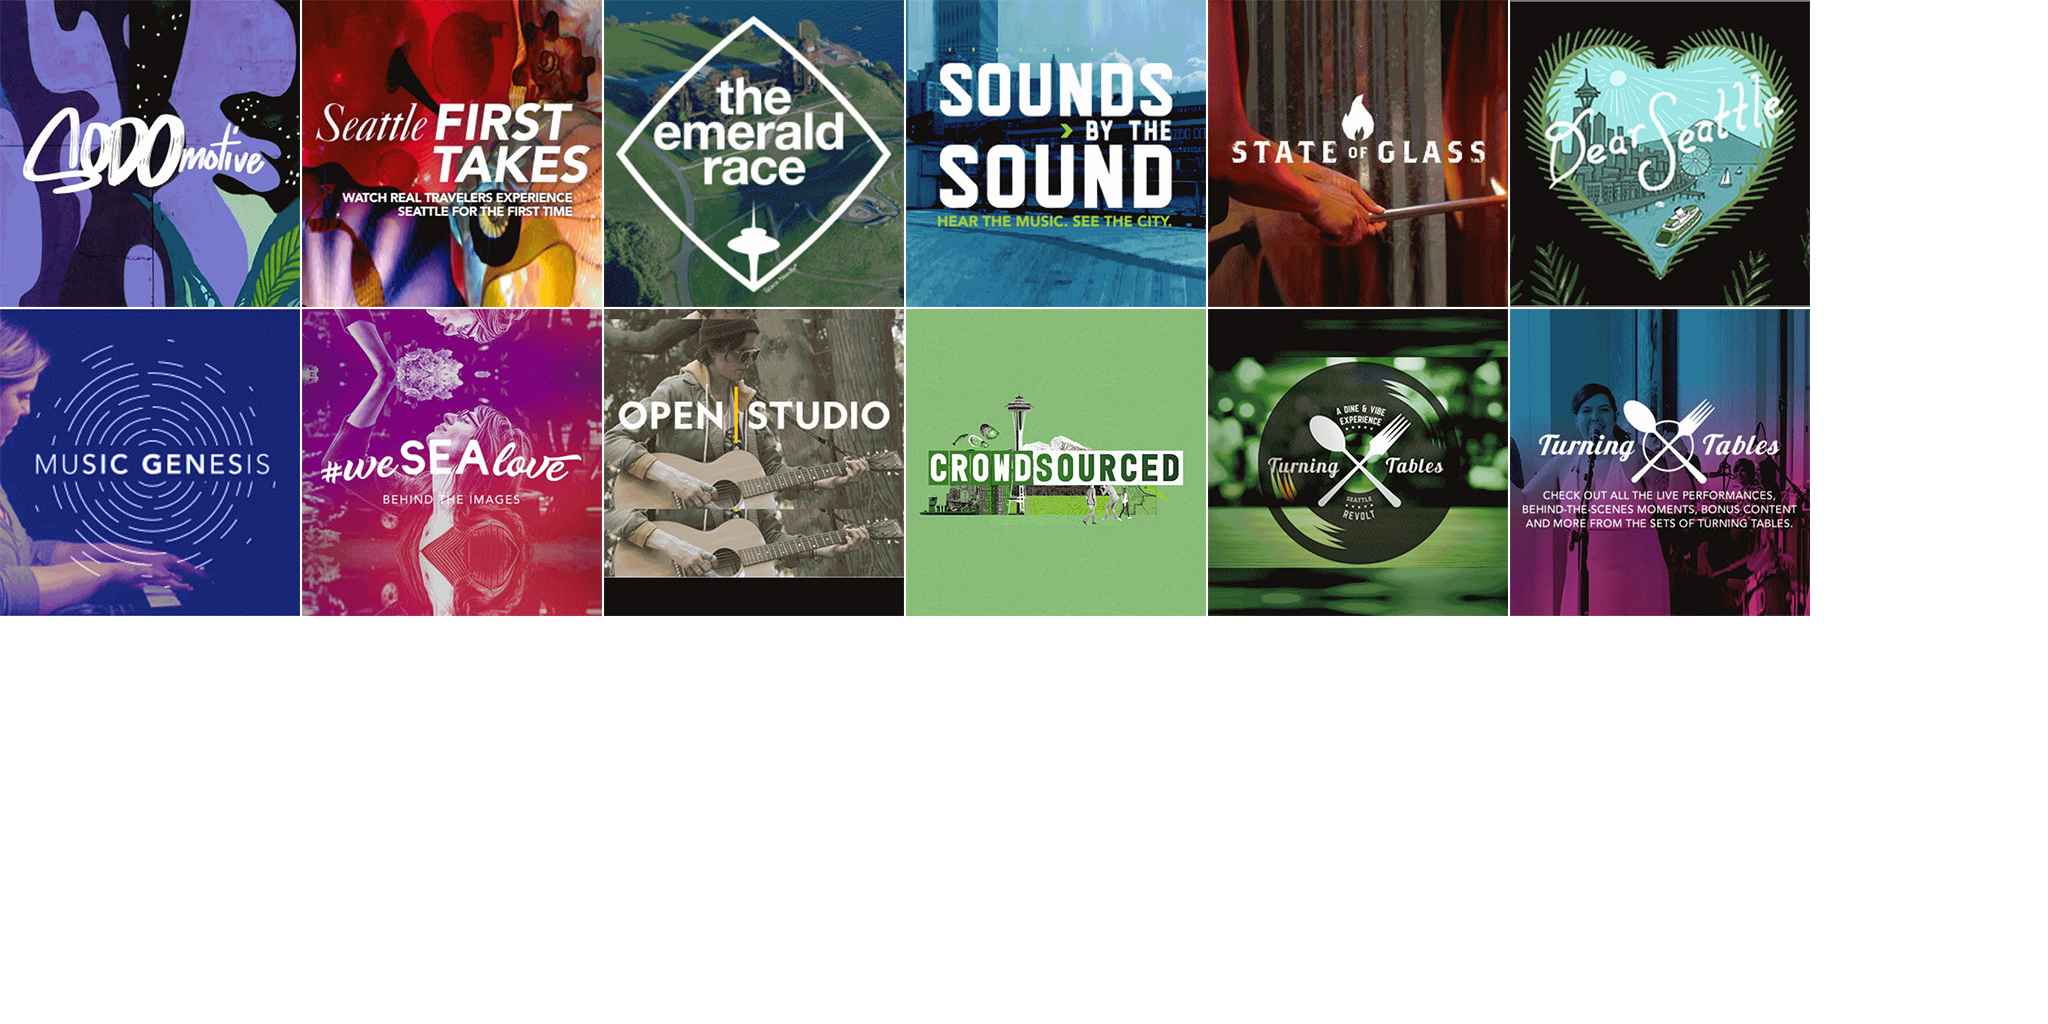 SODOmotive
Seattle FIRST
TAKES
WATCH REAL TRAVELERS EXPERIENCE
SEATTLE FOR THE FIRST TIME
the
emerald
race
SOUNDS
BY THE
SOUND
HEAR THE MUSIC. SEE THE CITY.
STATE OF GLASS
Dear Seattle
MUSIC GENESIS
#weSEAlove
BEHIND THE IMAGES
OPEN STUDIO
CROWDSOURCED
A DINE & VIBE
EXPERIENCE
Turning Tables
SEATTLE
REVOLT
Turning Tables
CHECK OUT ALL THE LIVE PERFORMANCES,
BEHIND-THE-SCENES MOMENTS, BONUS CONTENT
AND MORE FROM THE SETS OF TURNING TABLES.